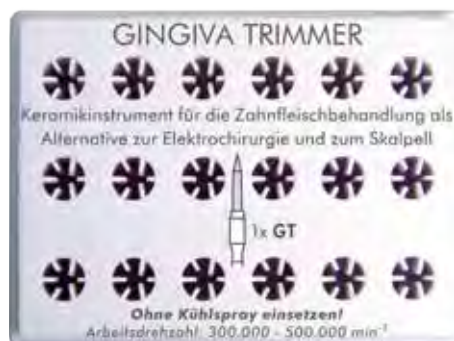 GINGIVA TRIMMER
Keramikinstrument für die Zahnfleischbehandlung als
Alternative zur Elektrochirurgie und zum Skalpell
1x GT
Ohne Kühlspray einsetzen!
Arbeitsdrehzahl: 300.000 - 500.000 min⁻¹